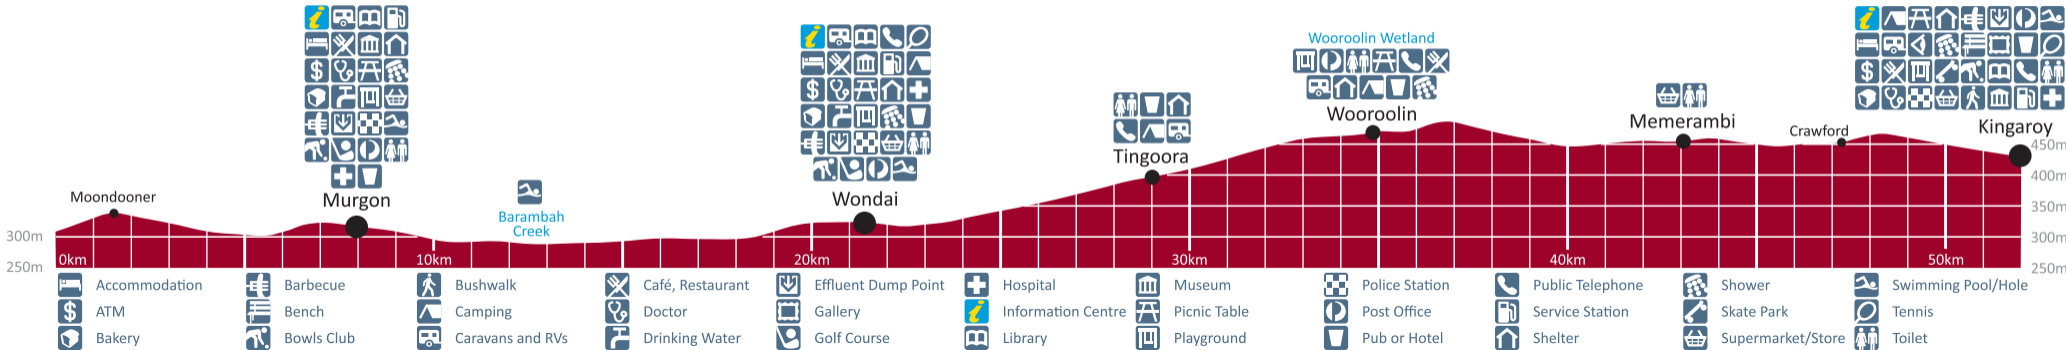 Wooroolin Wetland
Wooroolin
Memerambi
Crawford
Kingaroy
Tingoora
Moondooner
Murgon
Wondai
Barambah
Creek
450m
400m
350m
300m
300m
250m
250m
0km
10km
20km
30km
40km
50km
Accommodation
Barbecue
Bushwalk
Café, Restaurant
Effluent Dump Point
Hospital
Museum
Police Station
Public Telephone
Shower
Swimming Pool/Hole
$ ATM
Bench
Camping
Doctor
Gallery
i Information Centre
Picnic Table
Post Office
Service Station
Skate Park
Tennis
Bakery
Bowls Club
Caravans and RVs
Drinking Water
Golf Course
Library
Playground
Pub or Hotel
Shelter
Supermarket/Store
Toilet